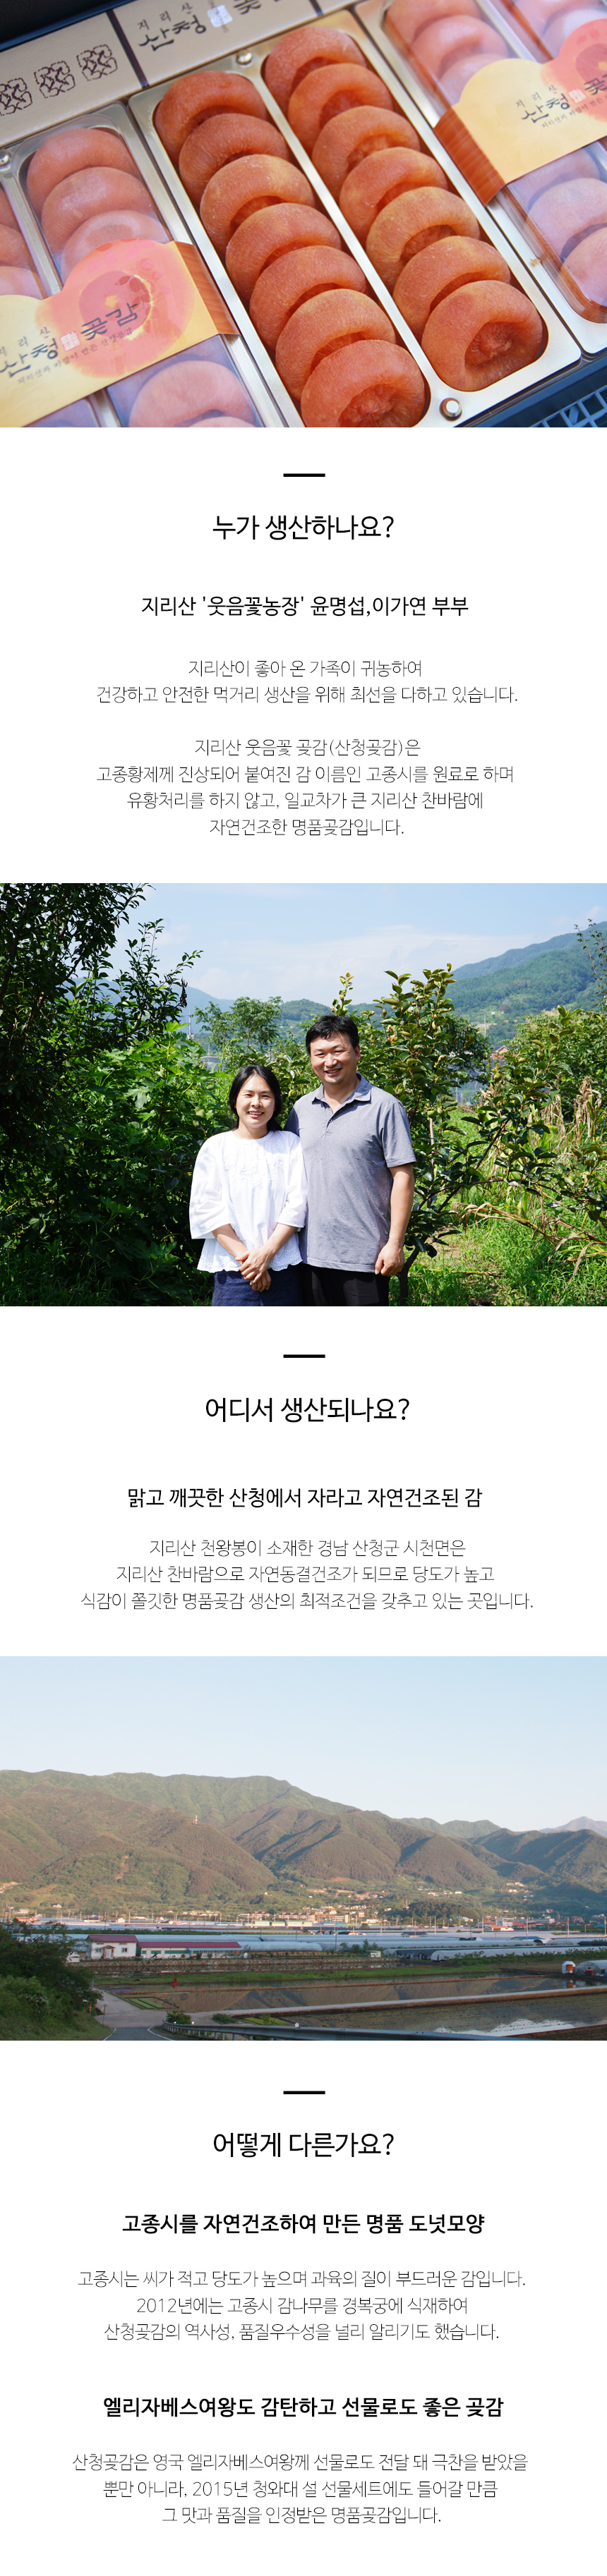 지리산
산청곶감
지리산
산청곶
지리산
산청곶감
누가 생산하나요?
지리산 '웃음꽃농장' 윤명섭,이가연 부부
지리산이 좋아 온 가족이 귀농하여
건강하고 안전한 먹거리 생산을 위해 최선을 다하고 있습니다.
지리산 웃음꽃 곶감(산청곶감)은
고종황제께 진상되어 붙여진 감 이름인 고종시를 원료로 하며
유황처리를 하지 않고, 일교차가 큰 지리산 찬바람에
자연건조한 명품곶감입니다.
어디서 생산되나요?
맑고 깨끗한 산청에서 자라고 자연건조된 감
지리산 천왕봉이 소재한 경남 산청군 시천면은
지리산 찬바람으로 자연동결건조가 되므로 당도가 높고
식감이 쫄깃한 명품곶감 생산의 최적조건을 갖추고 있는 곳입니다.
어떻게 다른가요?
고종시를 자연건조하여 만든 명품 도넛모양
고종시는 씨가 적고 당도가 높으며 과육의 질이 부드러운 감입니다.
2012년에는 고종시 감나무를 경복궁에 식재하여
산청곶감의 역사성, 품질우수성을 널리 알리기도 했습니다.
엘리자베스여왕도 감탄하고 선물로도 좋은 곶감
산청곶감은 영국 엘리자베스여왕께 선물로도 전달 돼 극찬을 받았을
뿐만 아니라, 2015년 청와대 설 선물세트에도 들어갈 만큼
그 맛과 품질을 인정받은 명품곶감입니다.